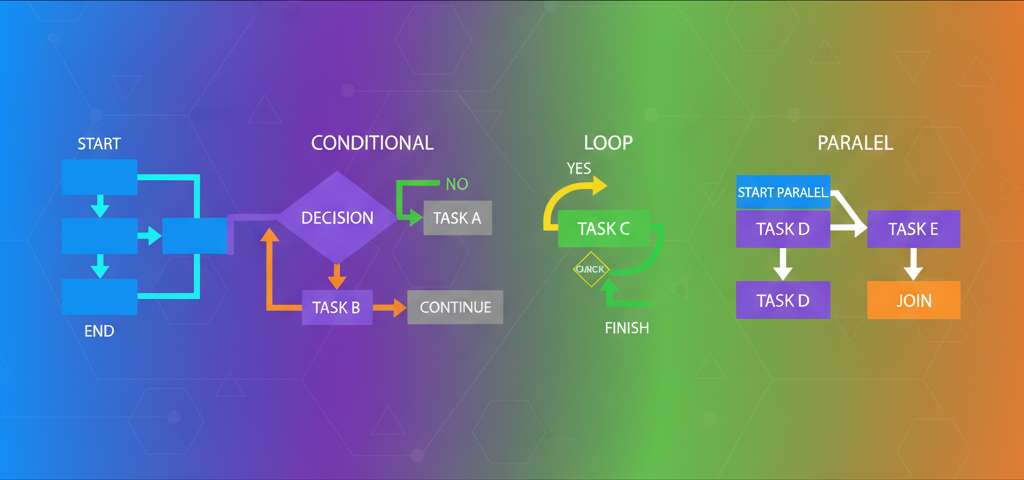 START
END
CONDITIONAL
DECISION
NO
TASK A
TASK B
CONTINUE
LOOP
YES
TASK C
FINISH
PARALEL
START PARALEL
TASK D
TASK E
TASK D
JOIN